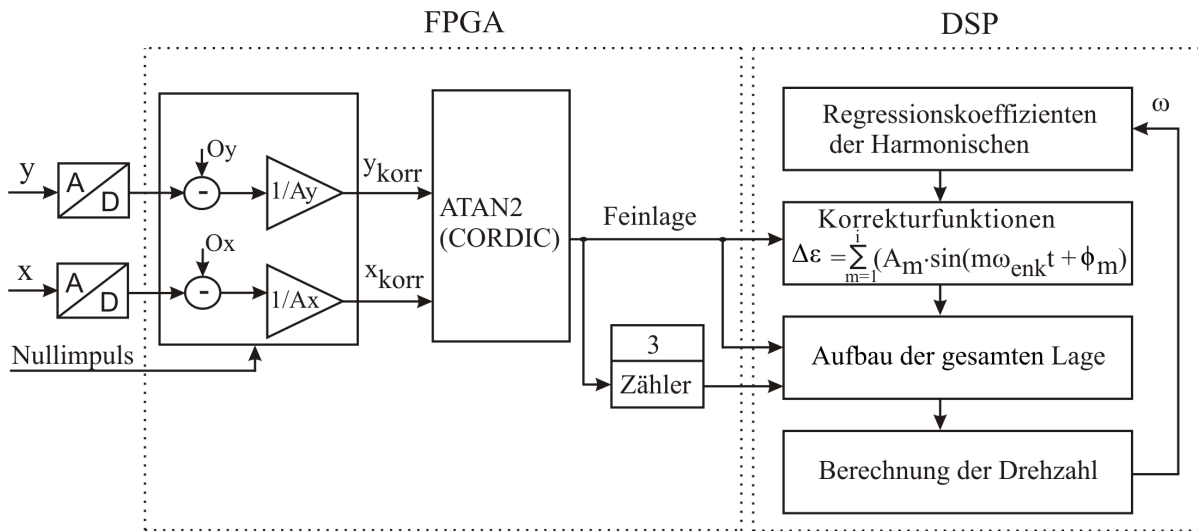 FPGA
DSP
y
A
D
Oy
-
1/Ay
ykorr
x
A
D
Ox
-
1/Ax
xkorr
Nullimpuls
ATAN2
(CORDIC)
Feinlage
3
Zähler
Regressionskoeffizienten
der Harmonischen
ω
Korrekturfunktionen
Δε = i∑m=1 (Am·sin(mωenkt + ϕm)
Aufbau der gesamten Lage
Berechnung der Drehzahl